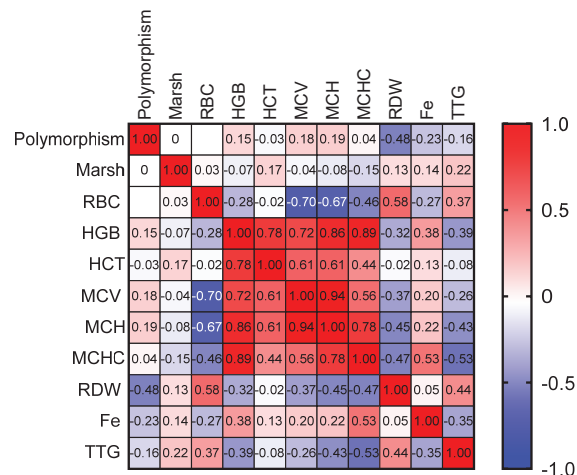 Polymorphism Marsh RBC HGB HCT MCV MCH MCHC RDW Fe TTG
Polymorphism 1.00 0 0.15 -0.03 0.18 0.19 0.04 -0.48 -0.23 -0.16
Marsh 0 1.00 0.03 -0.07 0.17 -0.04 -0.08 -0.15 0.13 0.14 0.22
RBC 0.03 1.00 -0.28 -0.02 -0.70 -0.67 -0.46 0.58 -0.27 0.37
HGB 0.15 -0.07 -0.28 1.00 0.78 0.72 0.86 0.89 -0.32 0.38 -0.39
HCT -0.03 0.17 -0.02 0.78 1.00 0.61 0.61 0.44 -0.02 0.13 -0.08
MCV 0.18 -0.04 -0.70 0.72 0.61 1.00 0.94 0.56 -0.37 0.20 -0.26
MCH 0.19 -0.08 -0.67 0.86 0.61 0.94 1.00 0.78 -0.45 0.22 -0.43
MCHC 0.04 -0.15 -0.46 0.89 0.44 0.56 0.78 1.00 -0.47 0.53 -0.53
RDW -0.48 0.13 0.58 -0.32 -0.02 -0.37 -0.45 -0.47 1.00 0.05 0.44
Fe -0.23 0.14 -0.27 0.38 0.13 0.20 0.22 0.53 0.05 1.00 -0.35
TTG -0.16 0.22 0.37 -0.39 -0.08 -0.26 -0.43 -0.53 0.44 -0.35 1.00
1.0
0.5
0
-0.5
-1.0